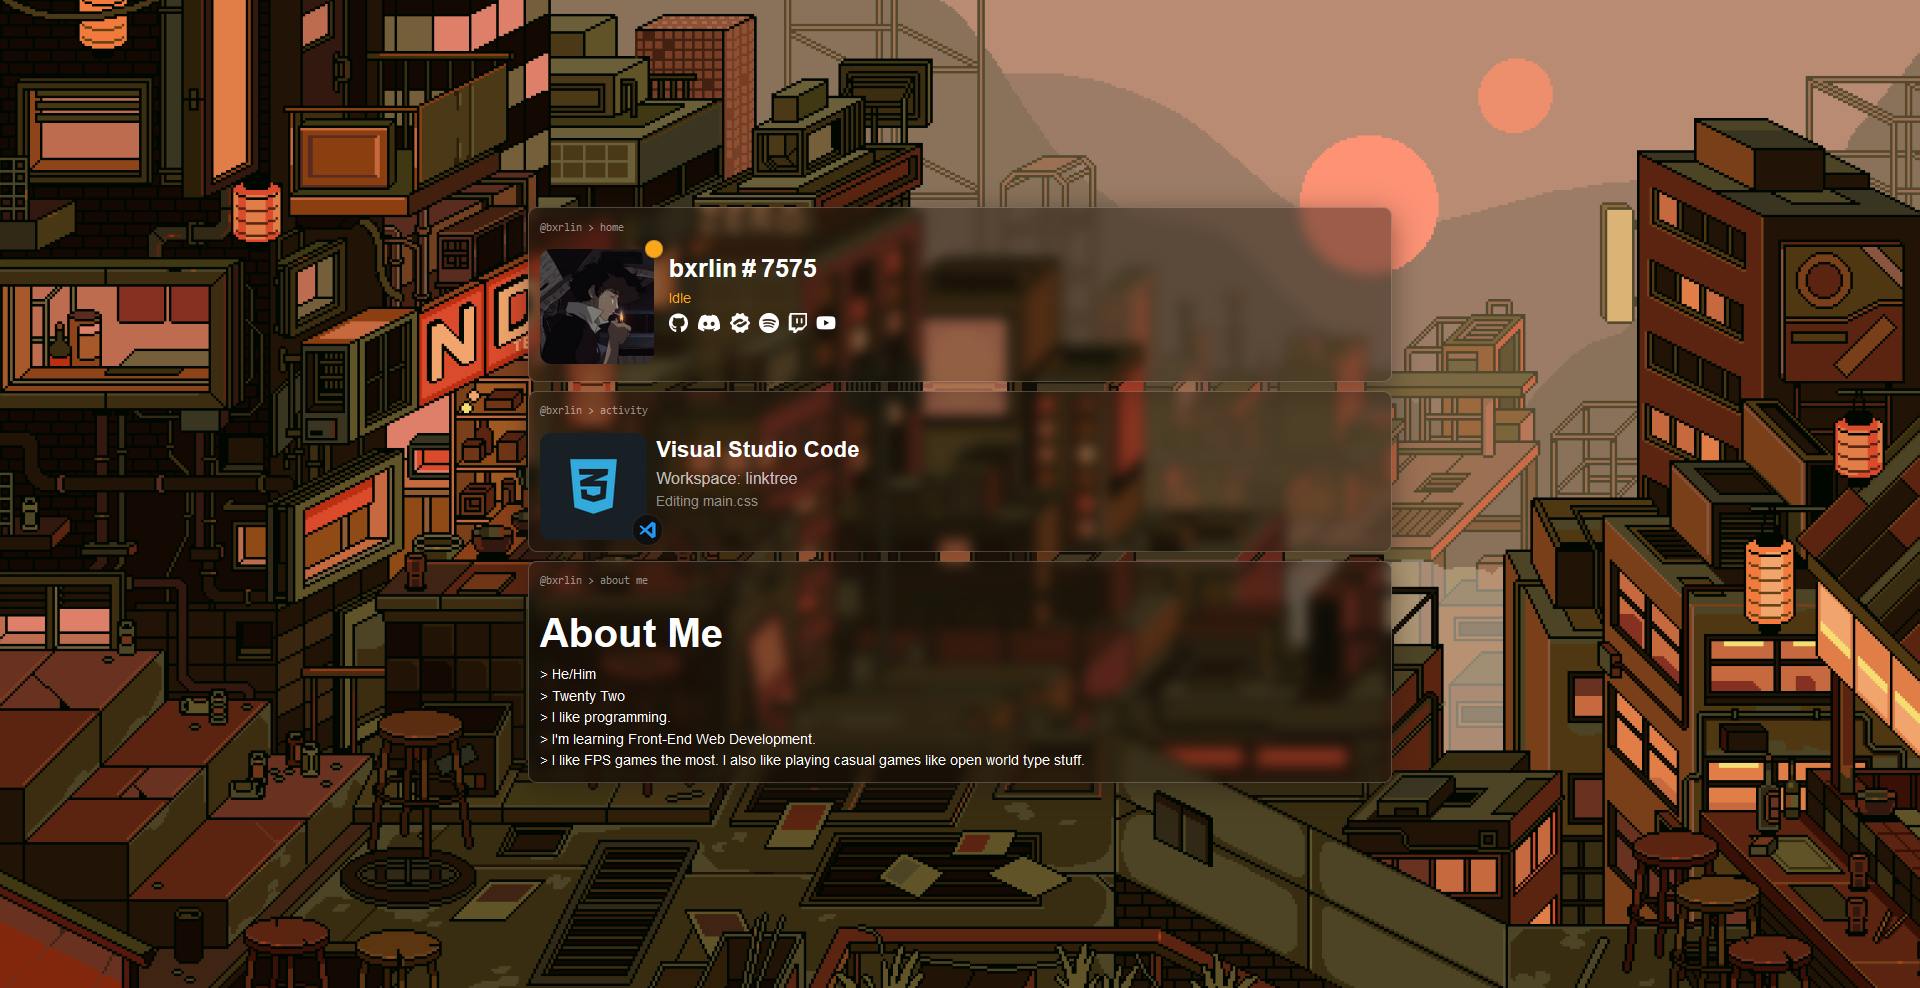 @bxrlin > home
bxrlin # 7575
Idle
N
@bxrlin > activity
Visual Studio Code
Workspace: linktree
Editing main.css
@bxrlin > about me
About Me
> He/Him
> Twenty Two
> I like programming.
> I'm learning Front-End Web Development.
> I like FPS games the most. I also like playing casual games like open world type stuff.